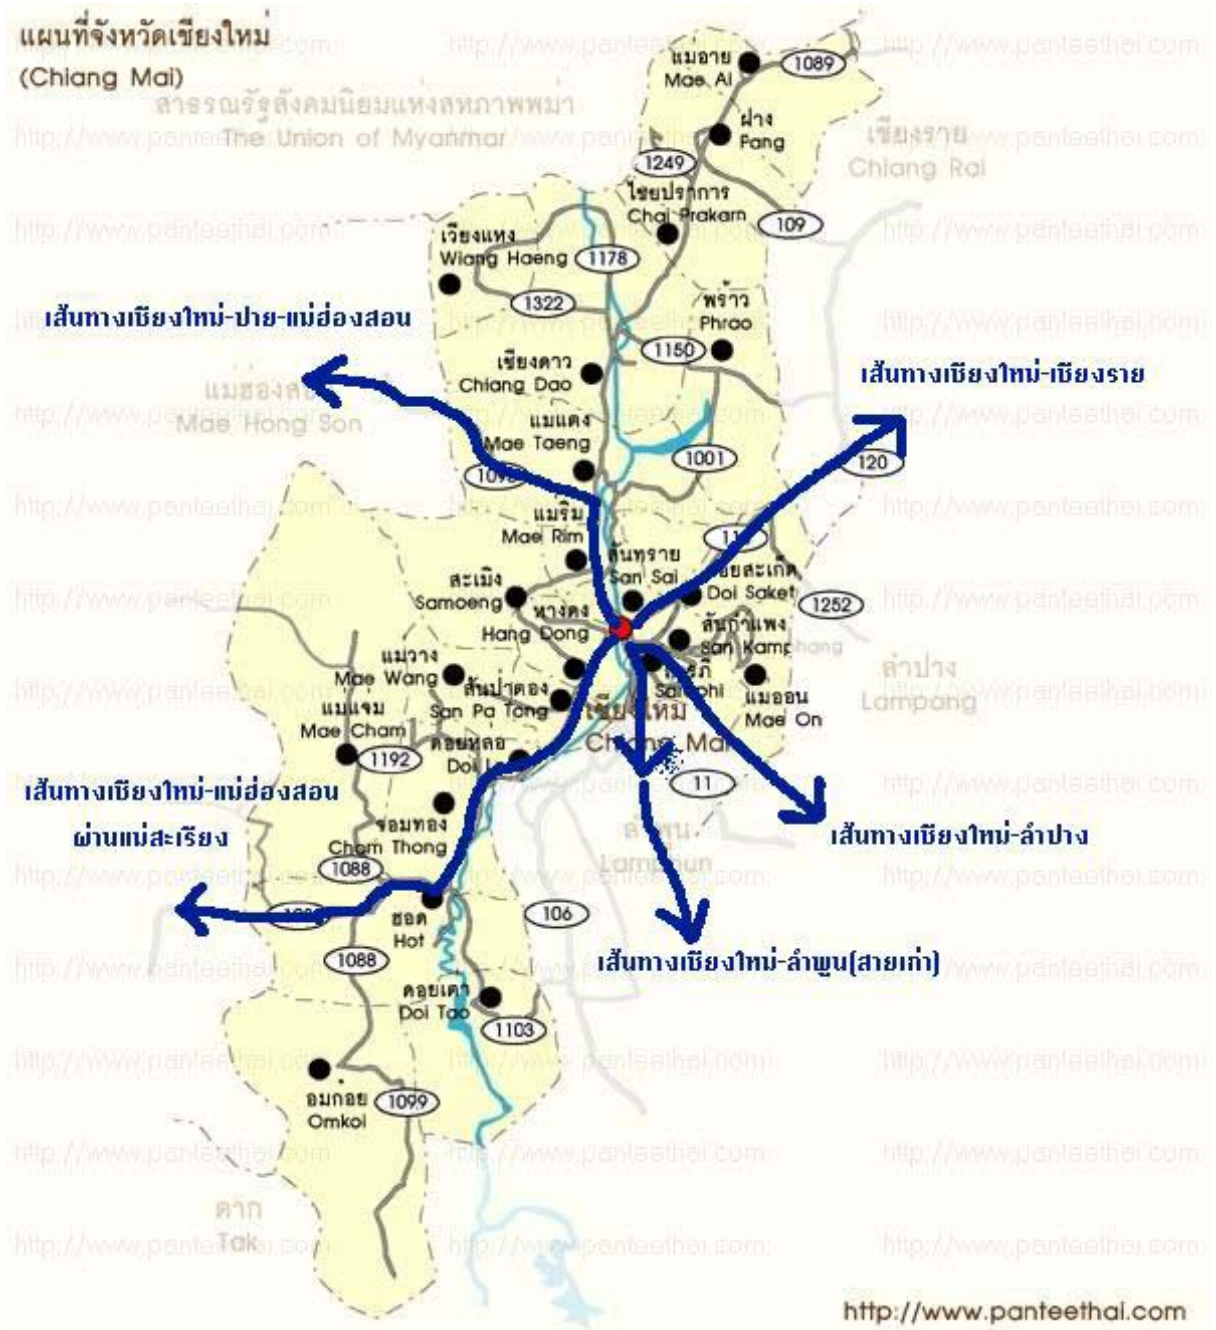 แผนที่จังหวัดเชียงใหม่
(Chiang Mai)
สาธรณรัฐสังคมนิยมแห่งสหภาพพม่า
The Union of Myanmar
แม่อาย
Mae Ai
1089
ฝาง
Fang
เชียงราย
Chiang Rai
1249
ไชยปราการ
Chai Prakarn
109
เวียงแหง
Wiang Haeng
1178
1322
พร้าว
Phrao
เส้นทางเชียงใหม่-ปาย-แม่ฮ่องสอน
1150
เชียงดาว
Chiang Dao
เส้นทางเชียงใหม่-เชียงราย
Mae Hong Son
แม่แตง
Mae Taeng
1001
120
แม่ริม
Mae Rim
สันทราย
San Sai
Doi Saket
สะเมิง
Samoeng
1252
หางดง
Hang Dong
สันกำแพง
San Kamphang
แม่วาง
Mae Wang
สันป่าตอง
San Pa Tong
ลำปาง
Lampang
แม่ออน
Mae On
แม่แจ่ม
Mae Cham
เชียงใหม่
Chiang Mai
ดอยหล่อ
1192
11
เส้นทางเชียงใหม่-แม่ฮ่องสอน
ผ่านแม่สะเรียง
จอมทอง
Chom Thong
ลำพูน
Lamphun
เส้นทางเชียงใหม่-ลำปาง
1088
106
ฮอด
Hot
1088
เส้นทางเชียงใหม่-ลำพูน(สายเก่า)
ดอยเต่า
Doi Tao
1103
อมก๋อย
Omkoi
1099
ตาก
Tak
http://www.panteethai.com